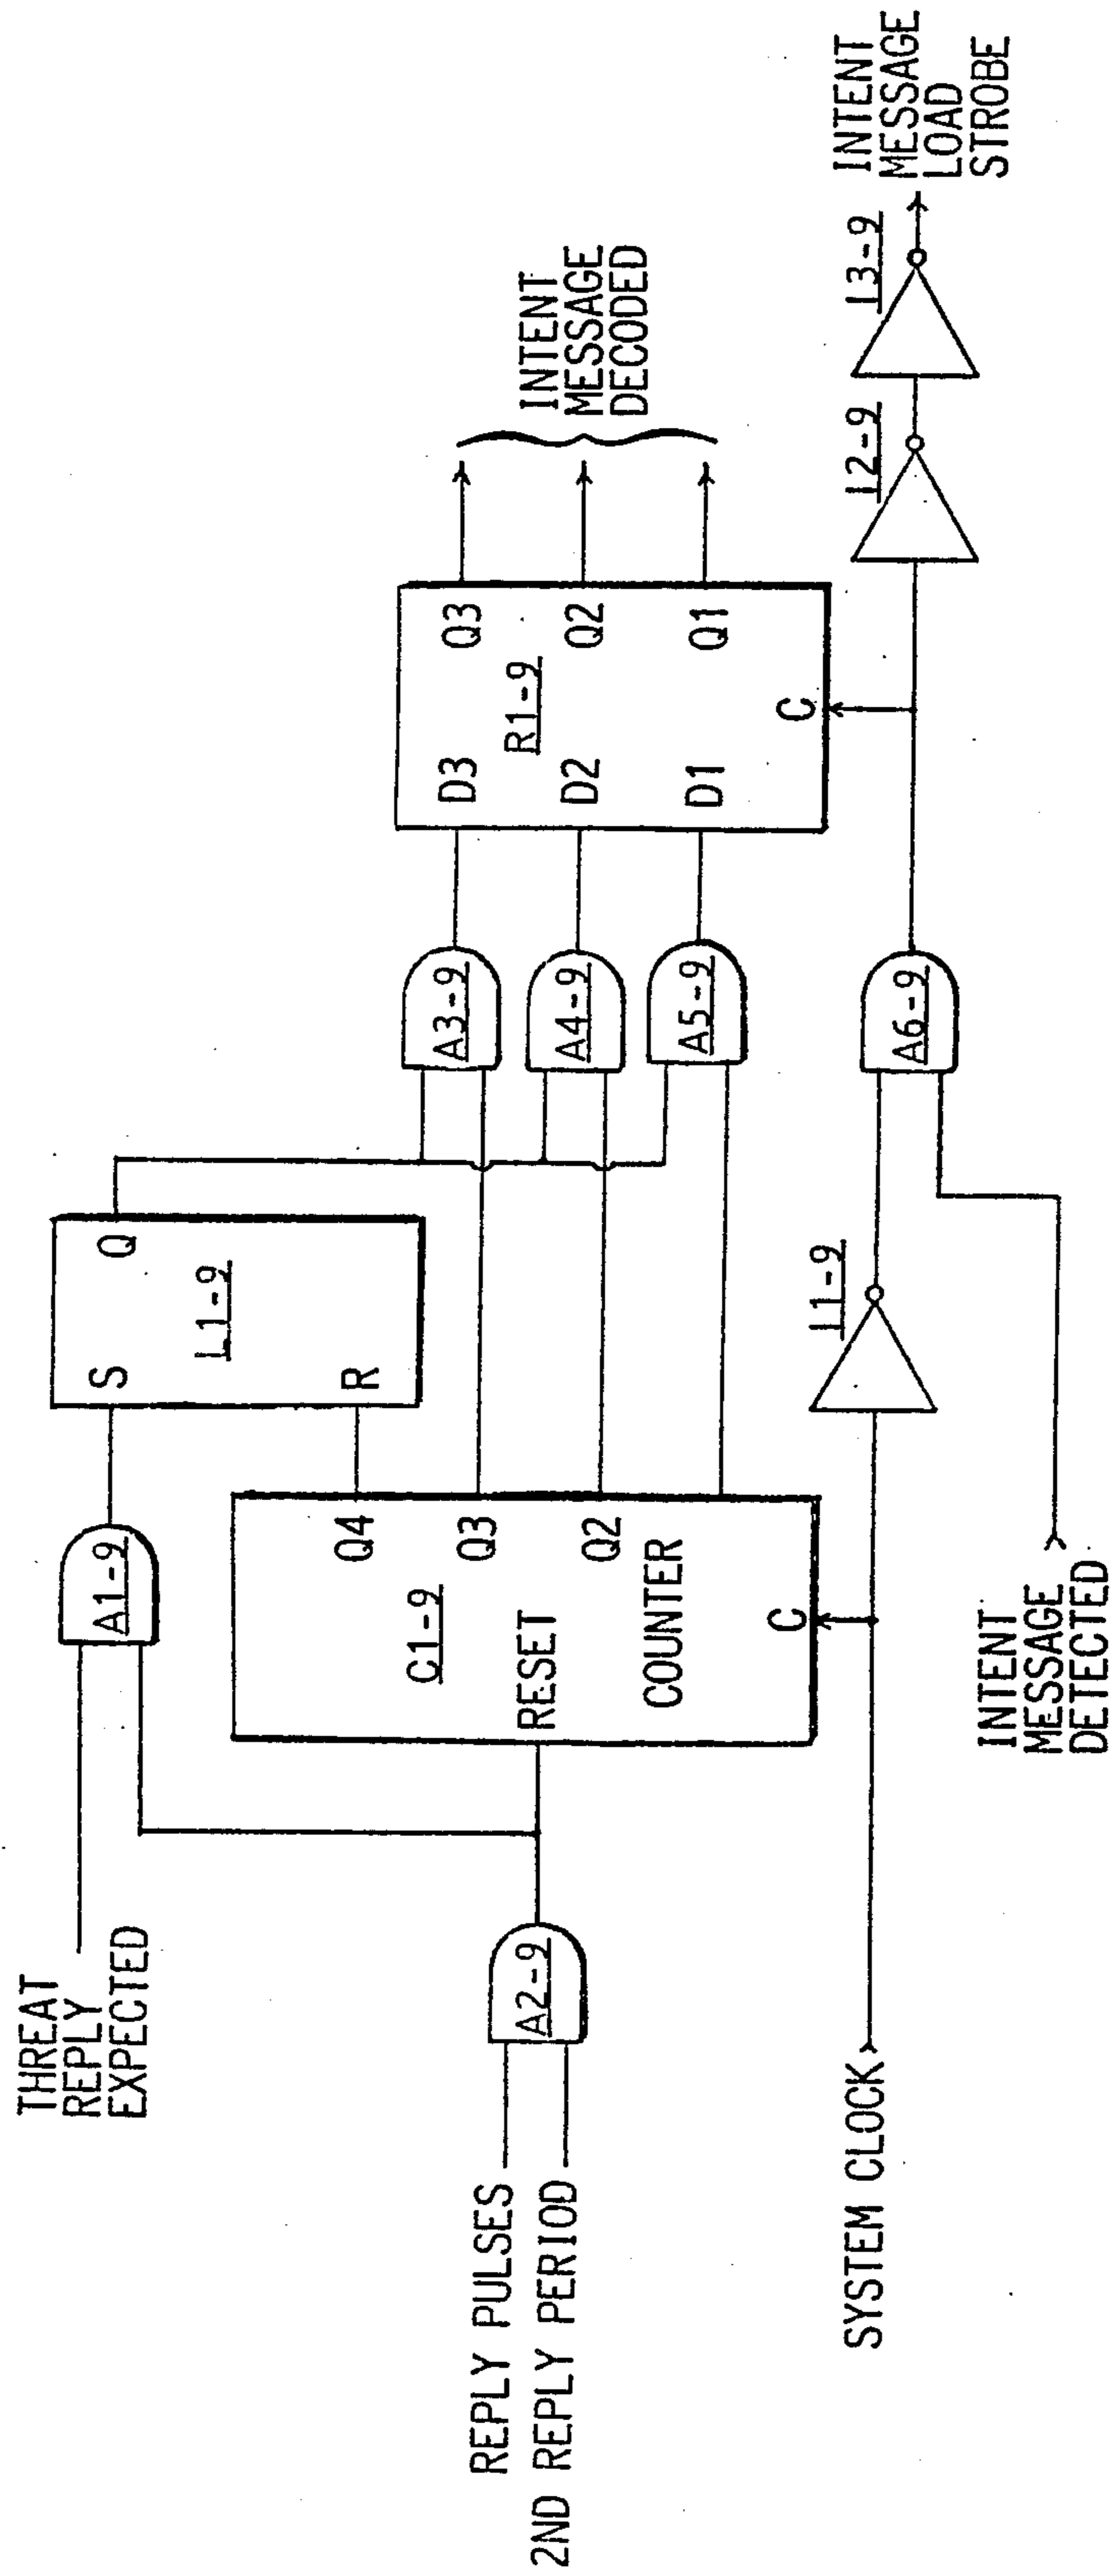 THREAT
REPLY
EXPECTED
A1-9
S
Q
L1-9
R
REPLY PULSES
2ND REPLY PERIOD
A2-9
C1-9
Q4
Q3
Q2
RESET
COUNTER
C
A3-9
A4-9
A5-9
D3
D2
D1
R1-9
Q3
Q2
Q1
C
INTENT
MESSAGE
DECODED
SYSTEM CLOCK
I1-9
INTENT
MESSAGE
DETECTED
A6-9
I2-9
I3-9
INTENT
MESSAGE
LOAD
STROBE